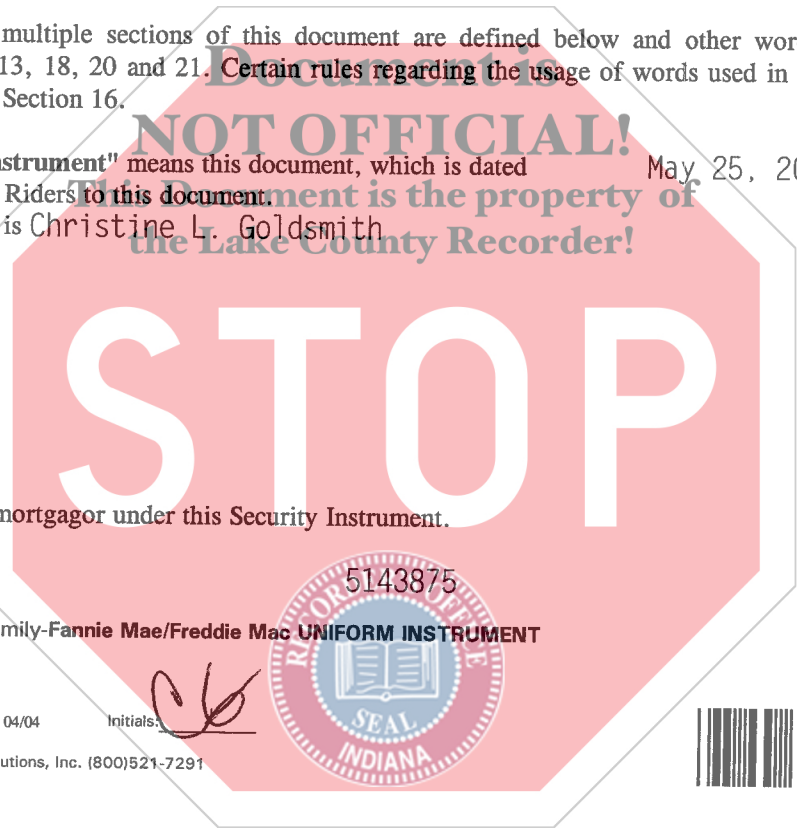 multiple sections of this document are defined below and other wor
13, 18, 20 and 21. Certain rules regarding the usage of words used in
Section 16.
Document is
NOT OFFICIAL!
This Document is the property of
the Lake County Recorder!
nstrument" means this document, which is dated May 25, 20
Riders to this document.
is Christine L. Goldsmith
STOP
mortgagor under this Security Instrument.
5143875
mily-Fannie Mae/Freddie Mac UNIFORM INSTRUMENT
04/04 Initials:
utions, Inc. (800)521-7291
RECORDER'S OFFICE
SEAL
INDIANA